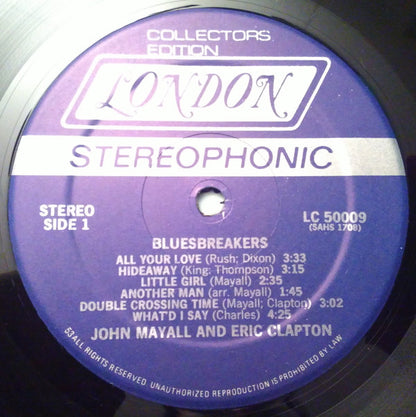 COLLECTORS
EDITION
LONDON
STEREOPHONIC
STEREO
SIDE 1
LC 50009
(SAHS 1708)
BLUESBREAKERS
ALL YOUR LOVE (Rush; Dixon) 3:33
HIDEAWAY (King; Thompson) 3:15
LITTLE GIRL (Mayall) 2:35
ANOTHER MAN (arr. Mayall) 1:45
DOUBLE CROSSING TIME (Mayall; Clapton) 3:02
WHAT'D I SAY (Charles) 4:25
JOHN MAYALL AND ERIC CLAPTON
ALL RIGHTS RESERVED. UNAUTHORIZED REPRODUCTION IS PROHIBITED BY LAW